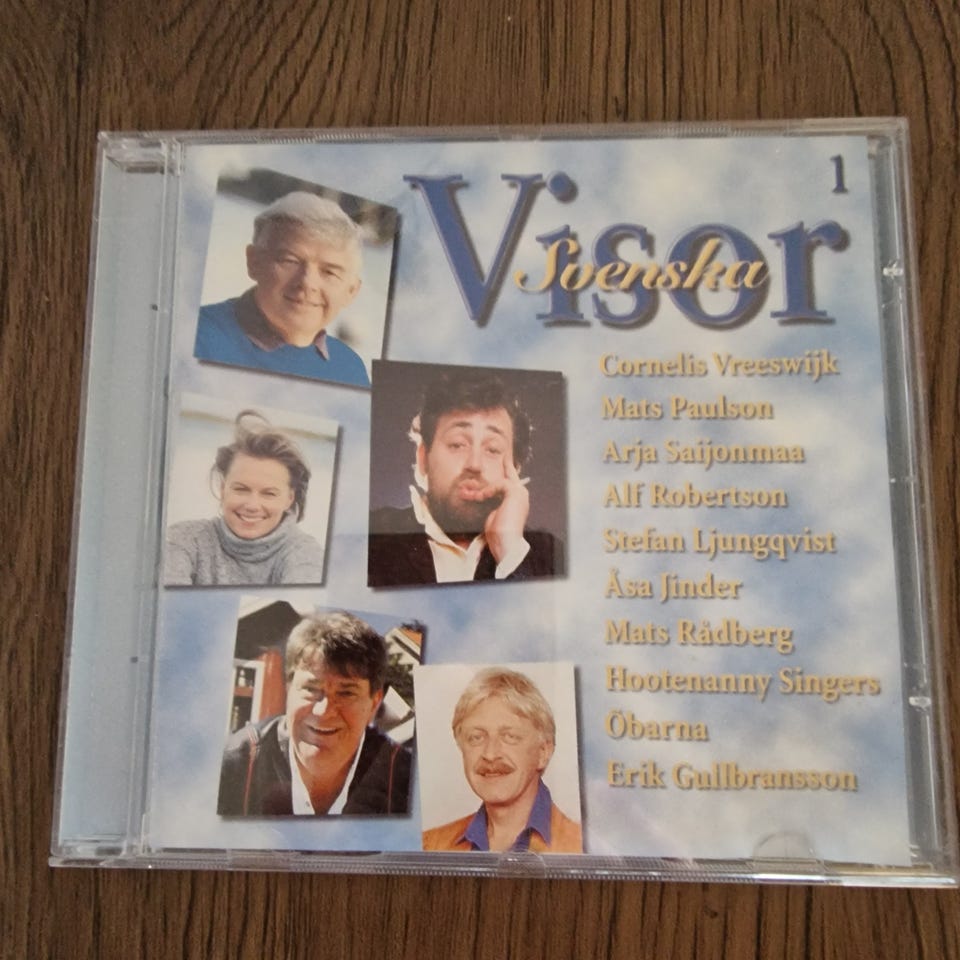 1
Visor
Svenska
Cornelis Vreeswijk
Mats Paulson
Arja Saijonmaa
Alf Robertson
Stefan Ljungqvist
Åsa Jinder
Mats Rådberg
Hootenanny Singers
Öbarna
Erik Gullbransson